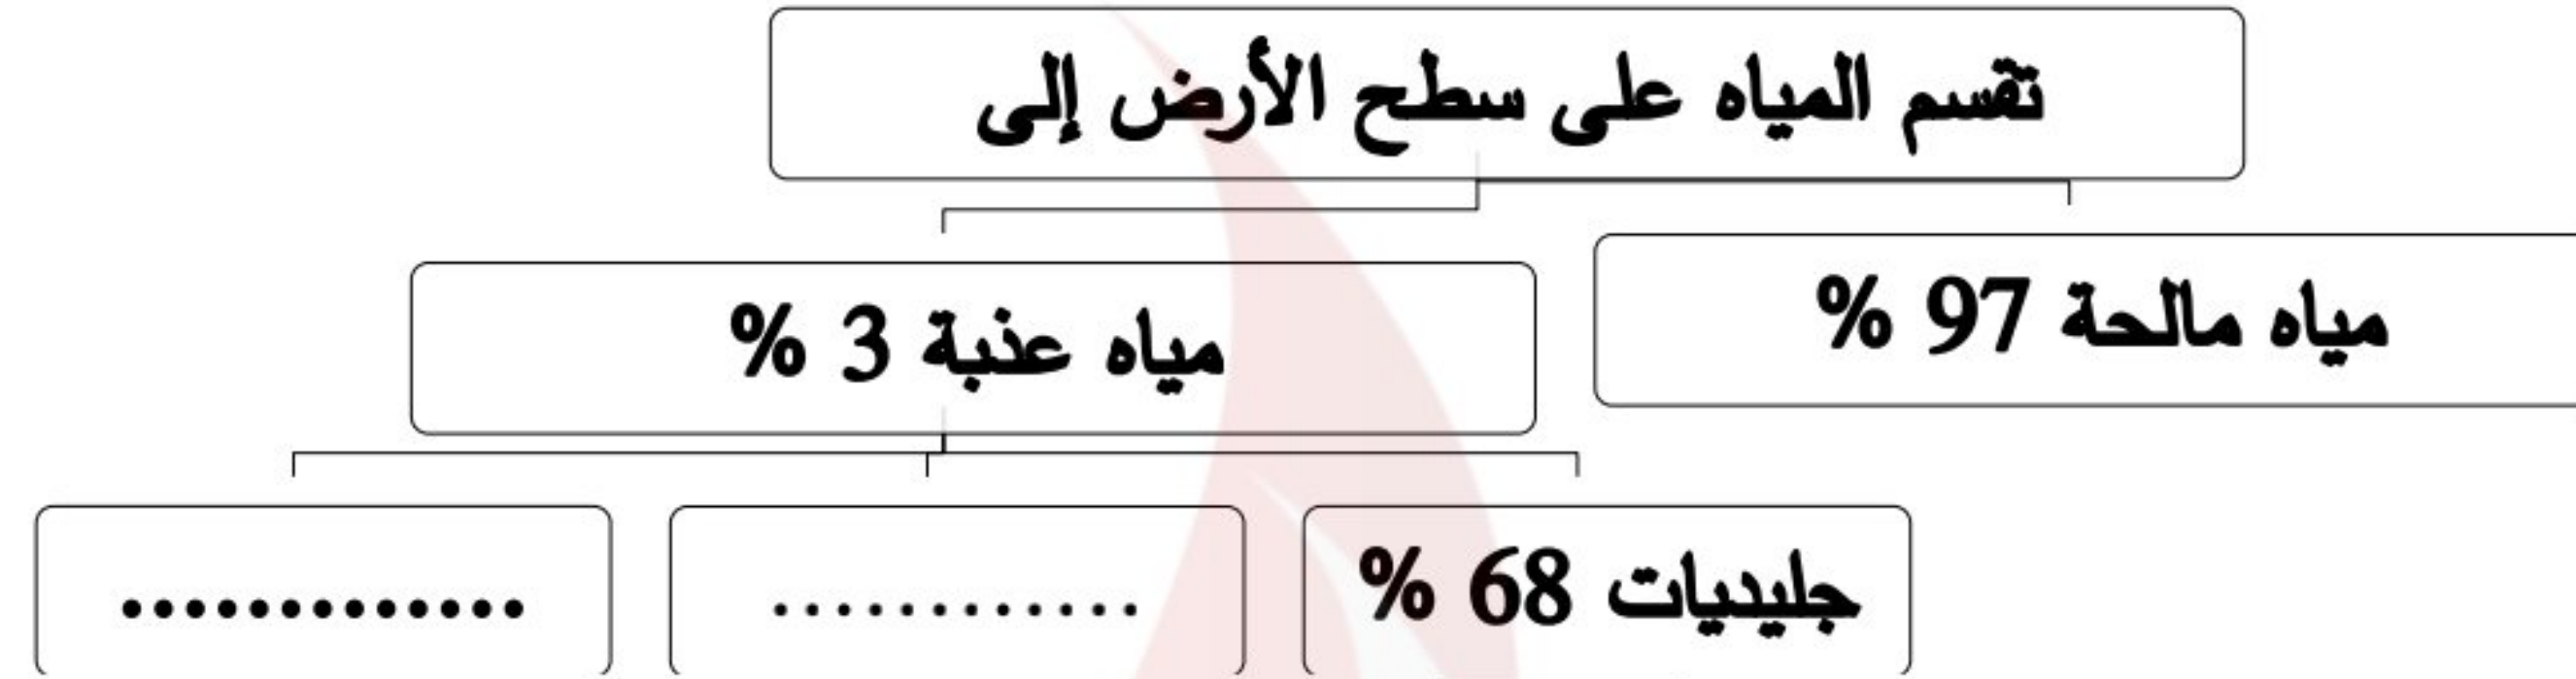 تقسم المياه على سطح الأرض إلى
مياه مالحة 97 %
مياه عذبة 3 %
جليديات 68 %
............
.............